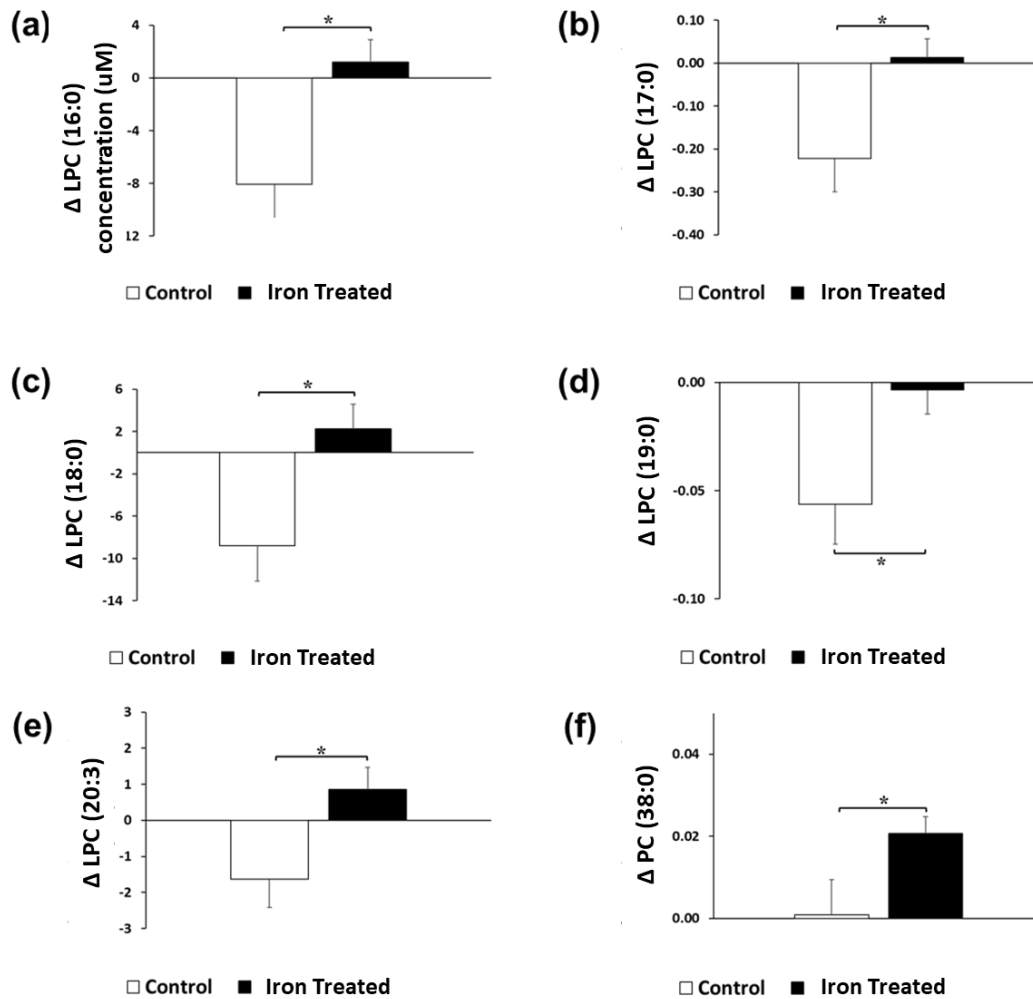 (a)
Δ LPC (16:0)
concentration (uM)
4
0
-4
-8
12
*
□ Control ■ Iron Treated
(b)
Δ LPC (17:0)
0.10
0.00
-0.10
-0.20
-0.30
-0.40
*
□ Control ■ Iron Treated
(c)
Δ LPC (18:0)
6
2
-2
-6
-10
-14
*
□ Control ■ Iron Treated
(d)
Δ LPC (19:0)
0.00
-0.05
-0.10
*
□ Control ■ Iron Treated
(e)
Δ LPC (20:3)
3
2
1
0
-1
-2
-3
*
□ Control ■ Iron Treated
(f)
Δ PC (38:0)
0.04
0.02
0.00
*
□ Control ■ Iron Treated